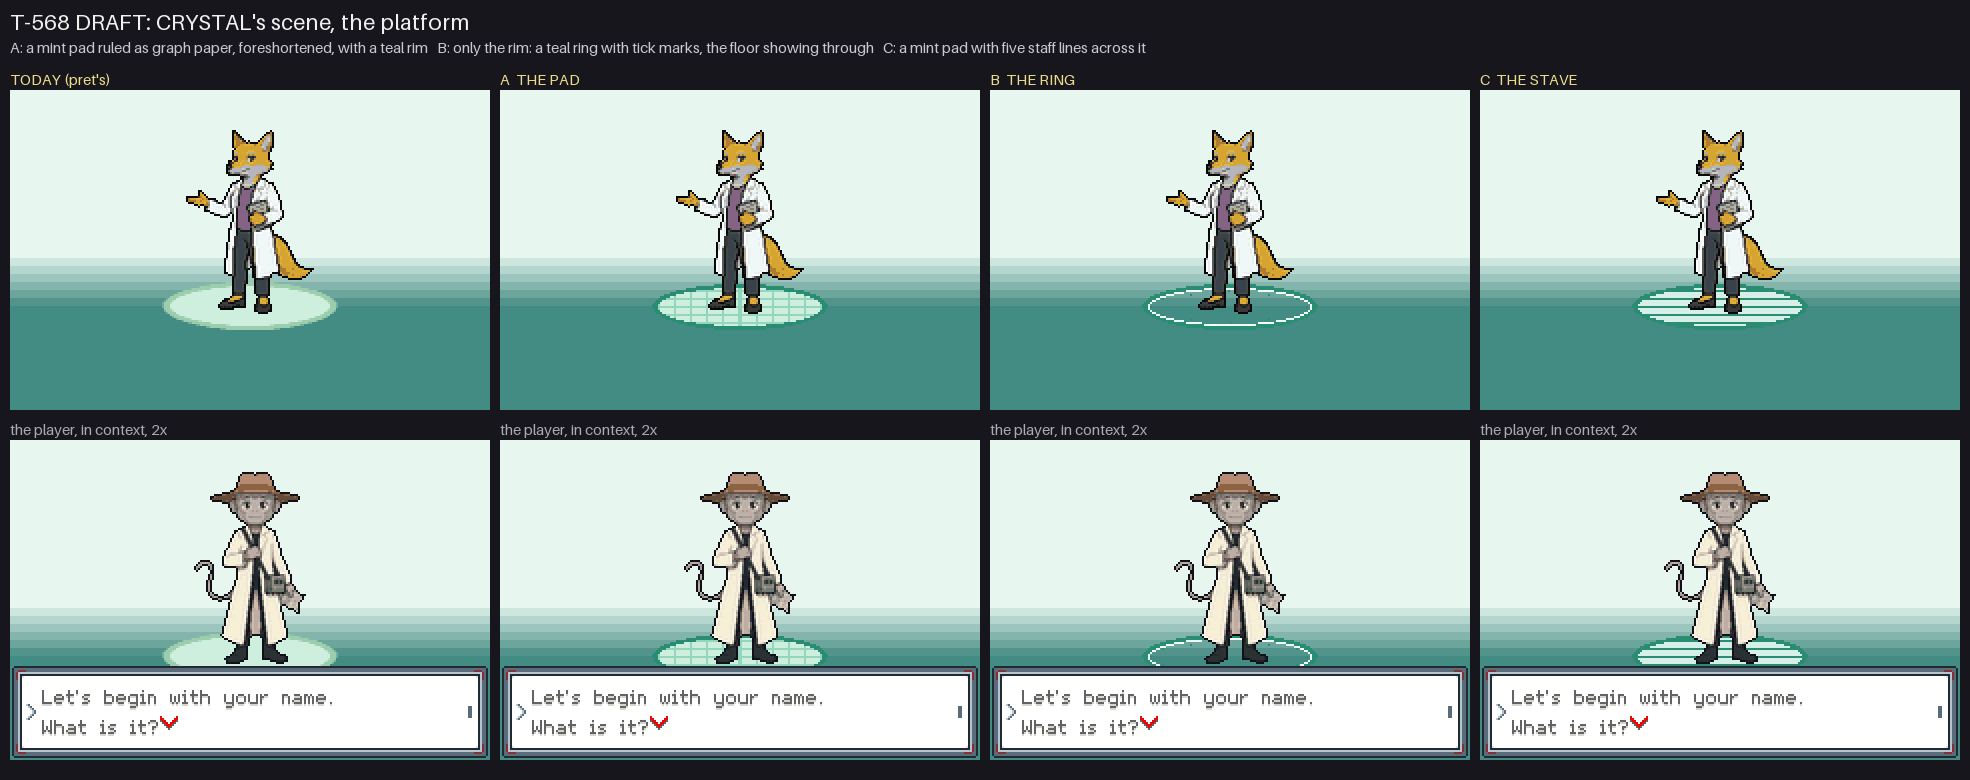 T-568 DRAFT: CRYSTAL's scene, the platform
A: a mint pad ruled as graph paper, foreshortened, with a teal rim B: only the rim: a teal ring with tick marks, the floor showing through C: a mint pad with five staff lines across it
TODAY (pret's)
A THE PAD
B THE RING
C THE STAVE
the player, in context, 2x
the player, in context, 2x
the player, in context, 2x
the player, in context, 2x
Let's begin with your name.
What is it?
Let's begin with your name.
What is it?
Let's begin with your name.
What is it?
Let's begin with your name.
What is it?